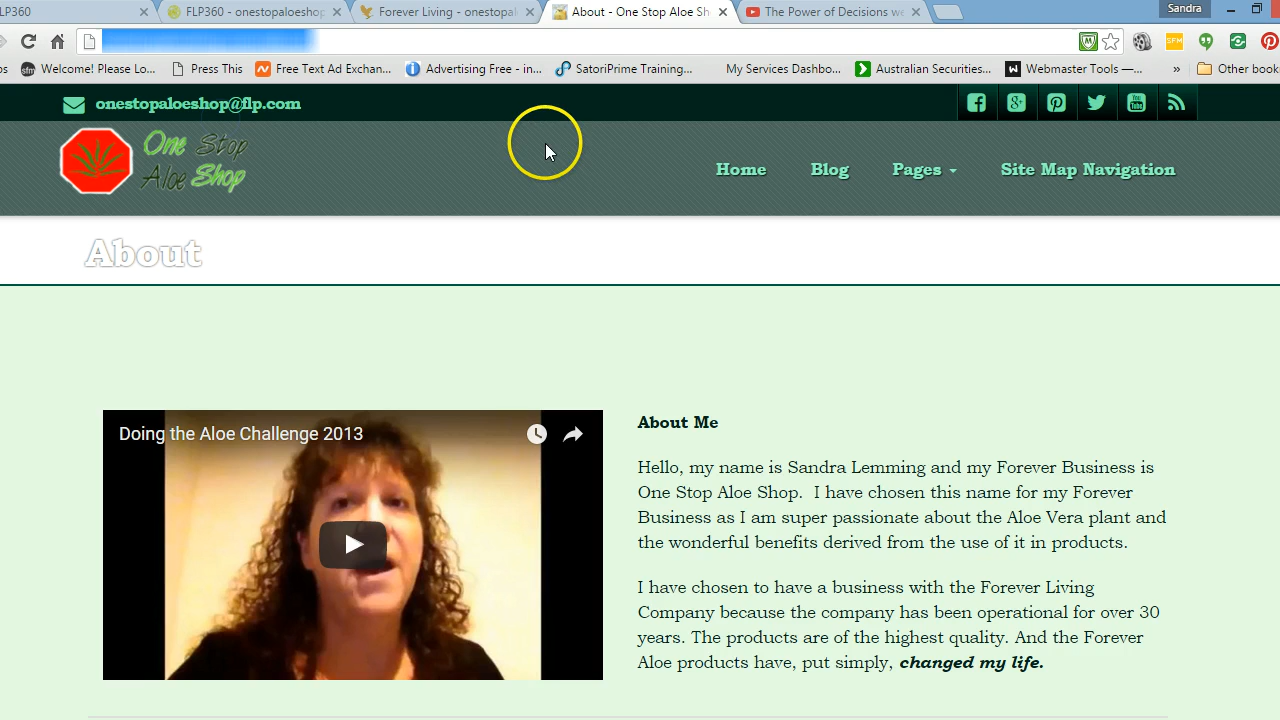 LP360
FLP360 - onestopaloeshop
Forever Living - onestopal
About - One Stop Aloe Sh
The Power of Decisions we
Sandra
ps
sfm
Welcome! Please Lo...
Press This
Free Text Ad Exchan...
Advertising Free - in...
SatoriPrime Training...
My Services Dashbo...
Australian Securities...
Webmaster Tools —...
»
Other book
SFM
onestopaloeshop@flp.com
One Stop
Aloe Shop
Home
Blog
Pages
Site Map Navigation
About
Doing the Aloe Challenge 2013
About Me
Hello, my name is Sandra Lemming and my Forever Business is
One Stop Aloe Shop. I have chosen this name for my Forever
Business as I am super passionate about the Aloe Vera plant and
the wonderful benefits derived from the use of it in products.
I have chosen to have a business with the Forever Living
Company because the company has been operational for over 30
years. The products are of the highest quality. And the Forever
Aloe products have, put simply, changed my life.